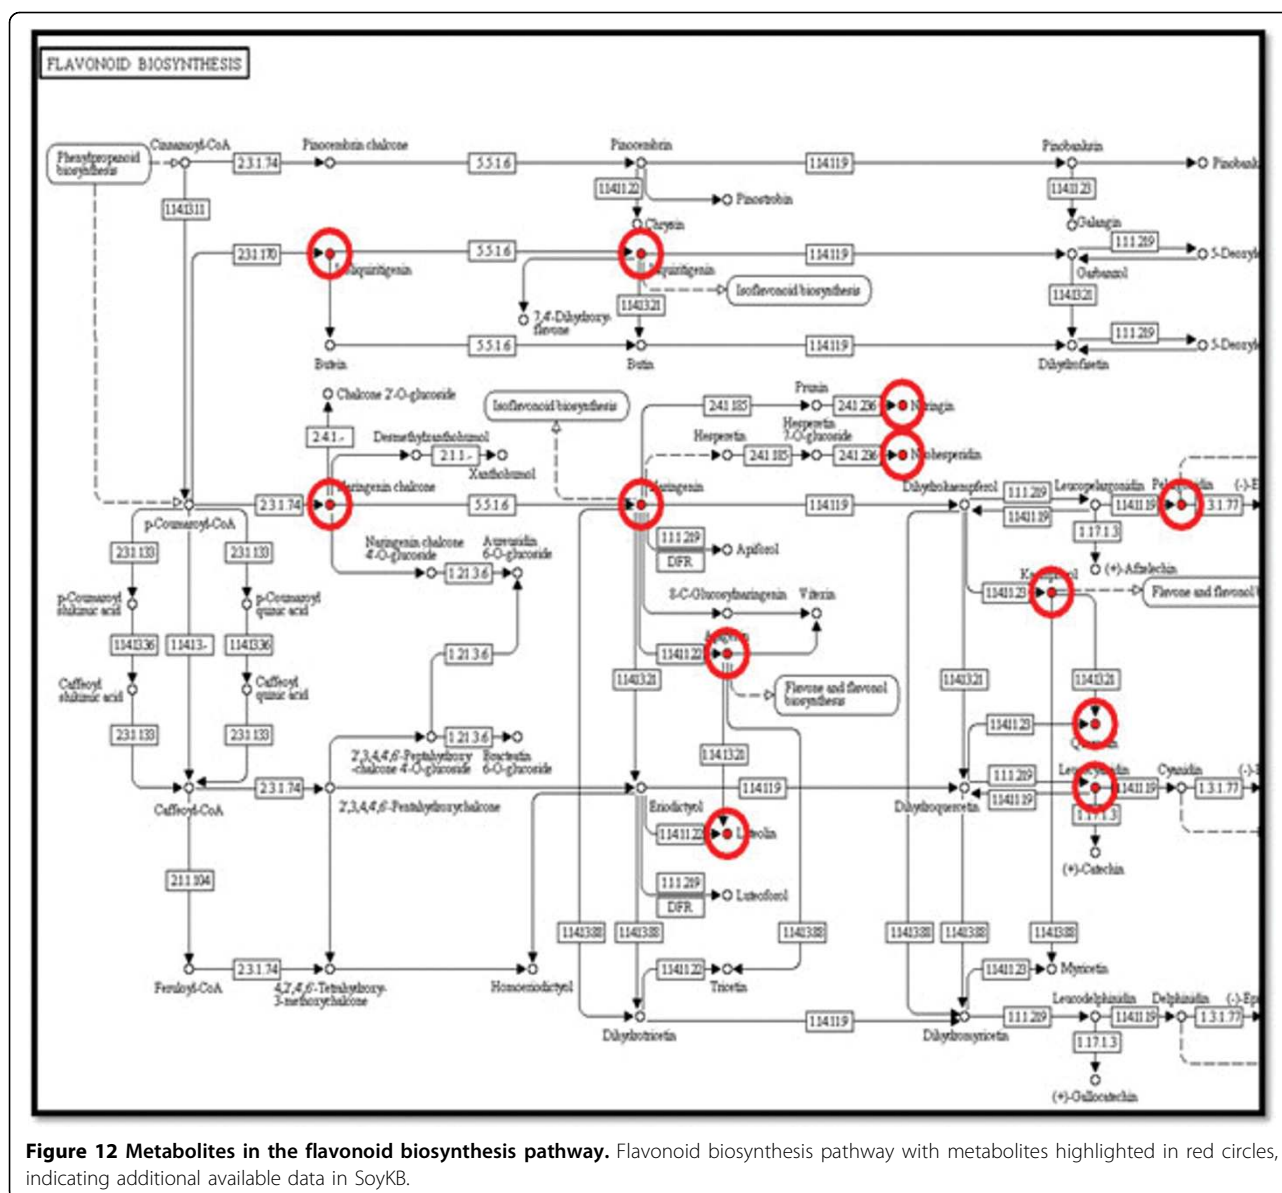 FLAVONOID BIOSYNTHESIS
Phenylpropanoid
biosynthesis
Cinnamoyl-CoA
2.3.1.74
Pinocembrin chalcone
5.5.1.6
Pinocembrin
1.14.11.9
Pinobanksin
Pinobank
1.14.13.11
1.14.11.22
Pinostrobin
Chrysin
1.14.11.23
Galangin
2.3.1.170
5.5.1.6
1.14.11.9
1.1.1.219
5-Deoxyle
Garbanzol
Isoflavonoid biosynthesis
1.14.13.21
7,4'-Dihydroxy-
flavone
1.14.13.21
Butein
5.5.1.6
Butin
1.14.11.9
Dihydrofisetin
1.1.1.219
5-Deoxyle
Chalcone 2'-O-glucoside
Isoflavonoid biosynthesis
2.4.1.185
Prunin
2.4.1.236
Naringin
2.4.1.-
Desmethylxanthohumol
2.1.1.-
Xanthohumol
Hesperetin
2.4.1.185
Hesperetin
7-O-glucoside
2.4.1.236
Neohesperidin
p-Coumaroyl-CoA
2.3.1.74
Naringenin chalcone
5.5.1.6
Naringenin
1.14.11.9
Dihydrokaempferol
1.1.1.219
1.14.11.19
Leucopelargonidin
1.14.11.19
1.3.1.77
(-)-E
1.17.1.3
(+)-Afzelechin
2.3.1.133
2.3.1.133
Naringenin chalcone
4'-O-glucoside
1.21.3.6
Aureusidin
6-O-glucoside
1.1.1.219
DFR
Apiforol
1.14.11.23
Flavone and flavonol b
p-Coumaroyl
shikimic acid
p-Coumaroyl
quinic acid
8-C-Glucosylnaringenin
Vitexin
1.14.13.36
1.14.13.-
1.14.13.36
1.21.3.6
1.14.11.22
1.14.13.21
1.14.13.21
1.14.13.21
Caffeoyl
shikimic acid
Caffeoyl
quinic acid
Flavone and flavonol
biosynthesis
2.3.1.133
2.3.1.133
1.21.3.6
2',3,4,4',6'-Pentahydroxy
-chalcone 4'-O-glucoside
Bracteatin
6-O-glucoside
1.14.13.21
1.14.11.23
Caffeoyl-CoA
2.3.1.74
2',3,4,4',6'-Pentahydroxychalcone
Eriodictyol
1.14.11.9
Dihydroquercetin
1.1.1.219
1.14.11.19
Leucocyanidin
1.14.11.19
Cyanidin
1.3.1.77
1.17.1.3
(+)-Catechin
1.14.11.22
Luteolin
2.1.1.104
1.1.1.219
DFR
Luteoforol
1.14.13.88
1.14.13.88
1.14.13.88
1.14.13.88
1.14.13.88
1.14.13.88
Feruloyl-CoA
2.3.1.74
4,2',4',6'-Tetrahydroxy-
3-methoxychalcone
Homoeriodictyol
1.14.11.22
Tricetin
1.14.11.23
Myricetin
Dihydrotricetin
1.14.11.9
Dihydromyricetin
1.1.1.219
Leucodelphinidin
1.14.11.19
Delphinidin
1.3.1.77
(-)-Epi
1.17.1.3
(+)-Gallocatechin
Figure 12 Metabolites in the flavonoid biosynthesis pathway. Flavonoid biosynthesis pathway with metabolites highlighted in red circles,
indicating additional available data in SoyKB.